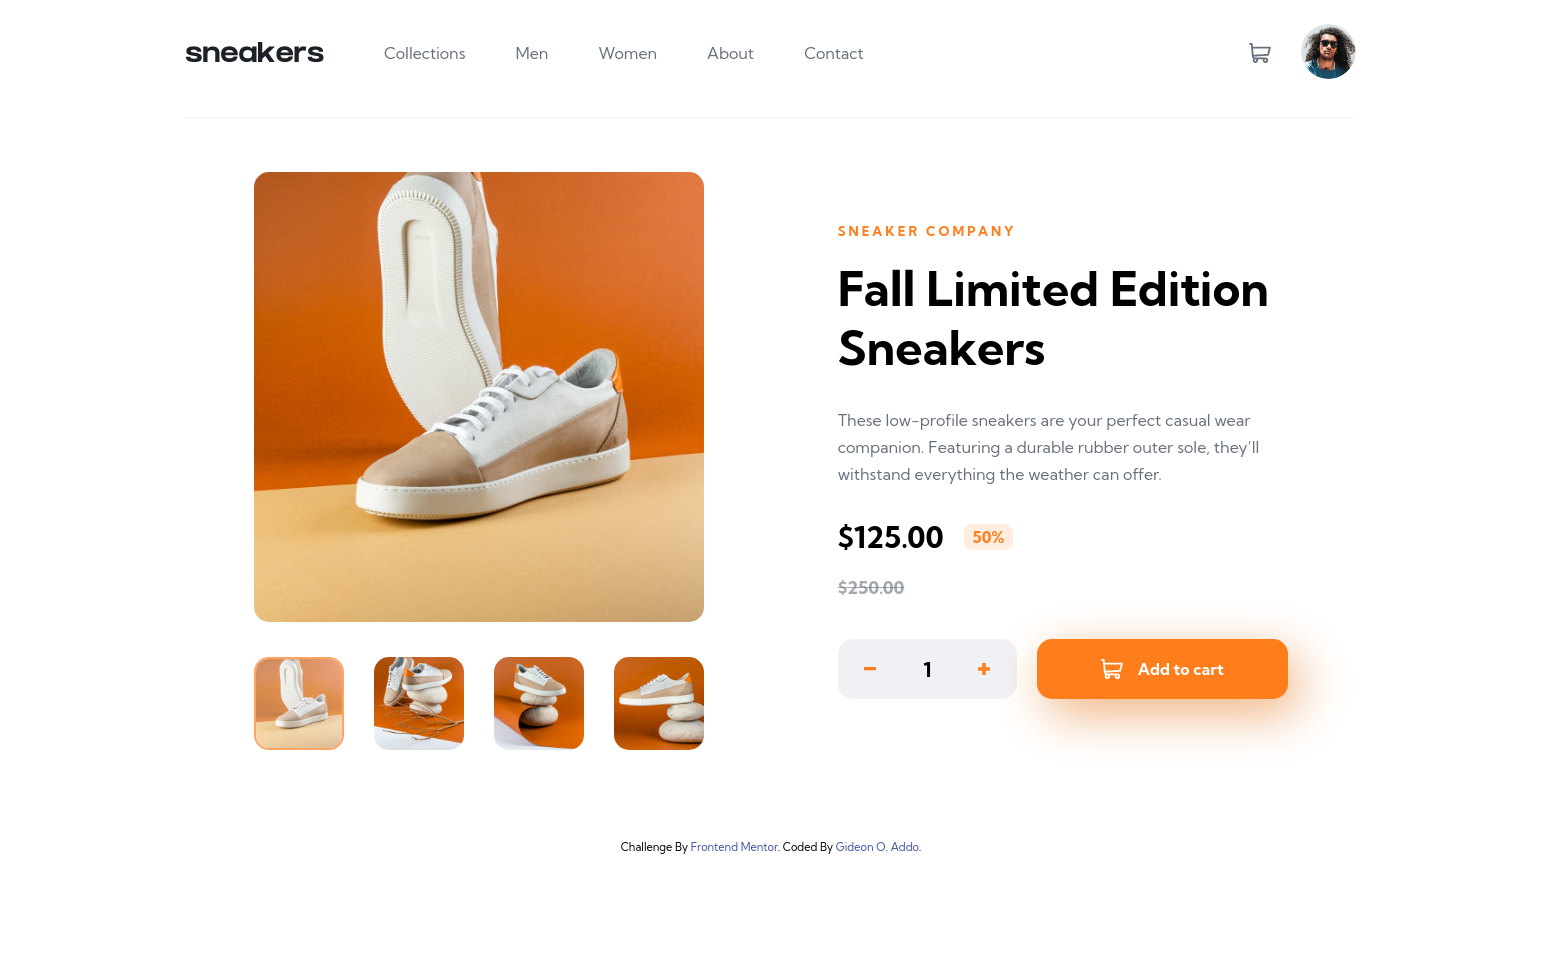 sneakers
Collections
Men
Women
About
Contact
SNEAKER COMPANY
Fall Limited Edition
Sneakers
These low-profile sneakers are your perfect casual wear
companion. Featuring a durable rubber outer sole, they'll
withstand everything the weather can offer.
$125.00 50%
$250.00
1
Add to cart
Challenge By Frontend Mentor. Coded By Gideon O. Addo.